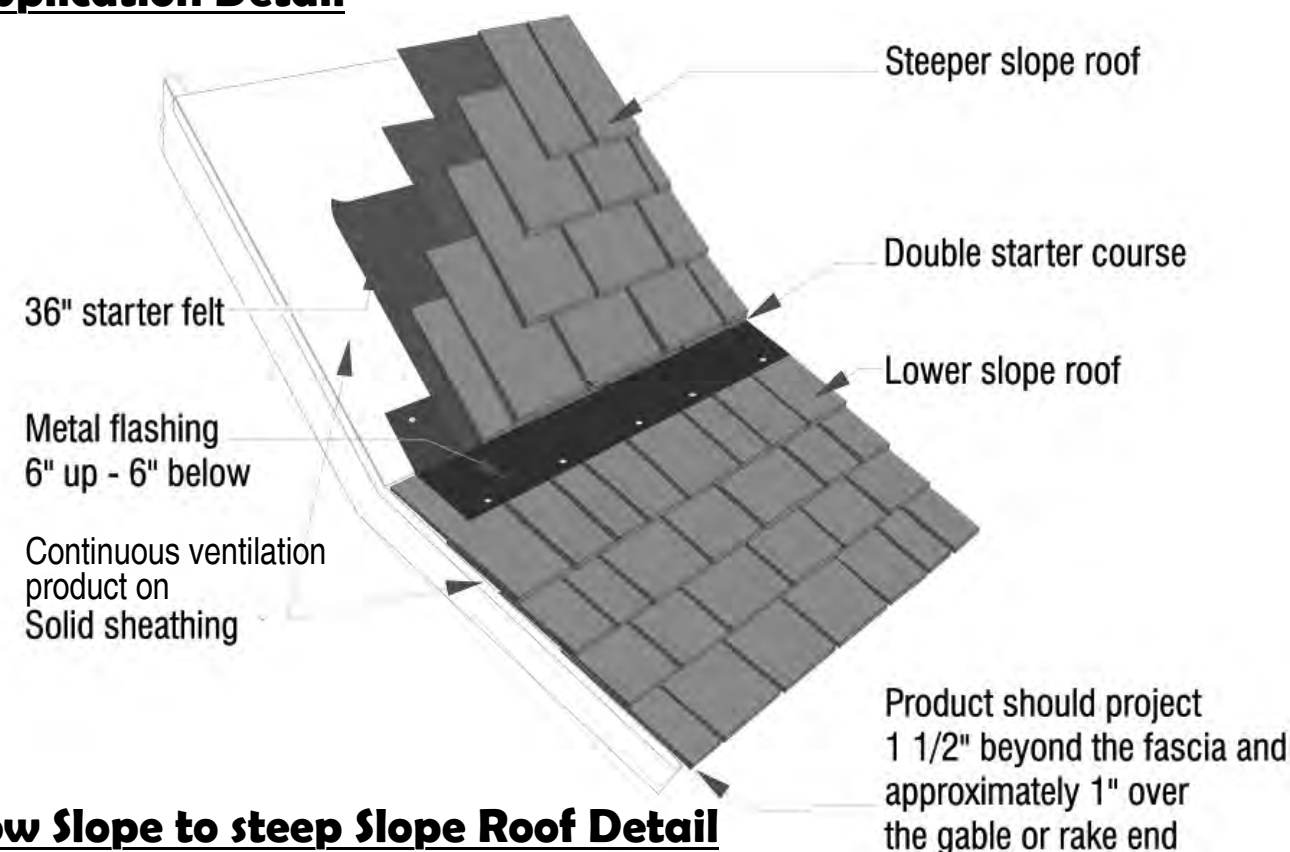 Detail
Steeper slope roof
Double starter course
36" starter felt
Lower slope roof
Metal flashing
6" up - 6" below
Continuous ventilation
product on
Solid sheathing
Product should project
1 1/2" beyond the fascia and
approximately 1" over
the gable or rake end
Slope to steep Slope Roof Detail